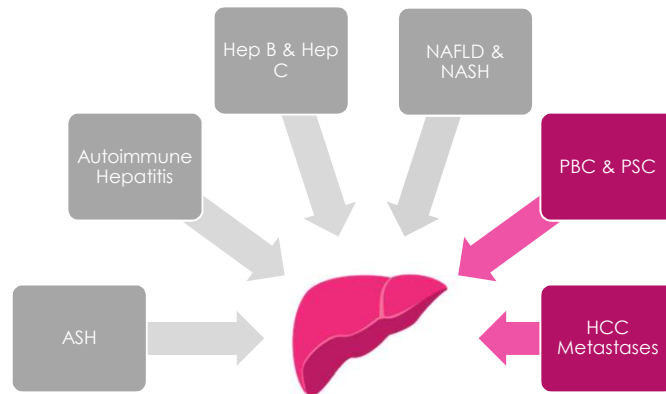 Hep B & Hep
C
NAFLD &
NASH
Autoimmune
Hepatitis
PBC & PSC
ASH
HCC
Metastases